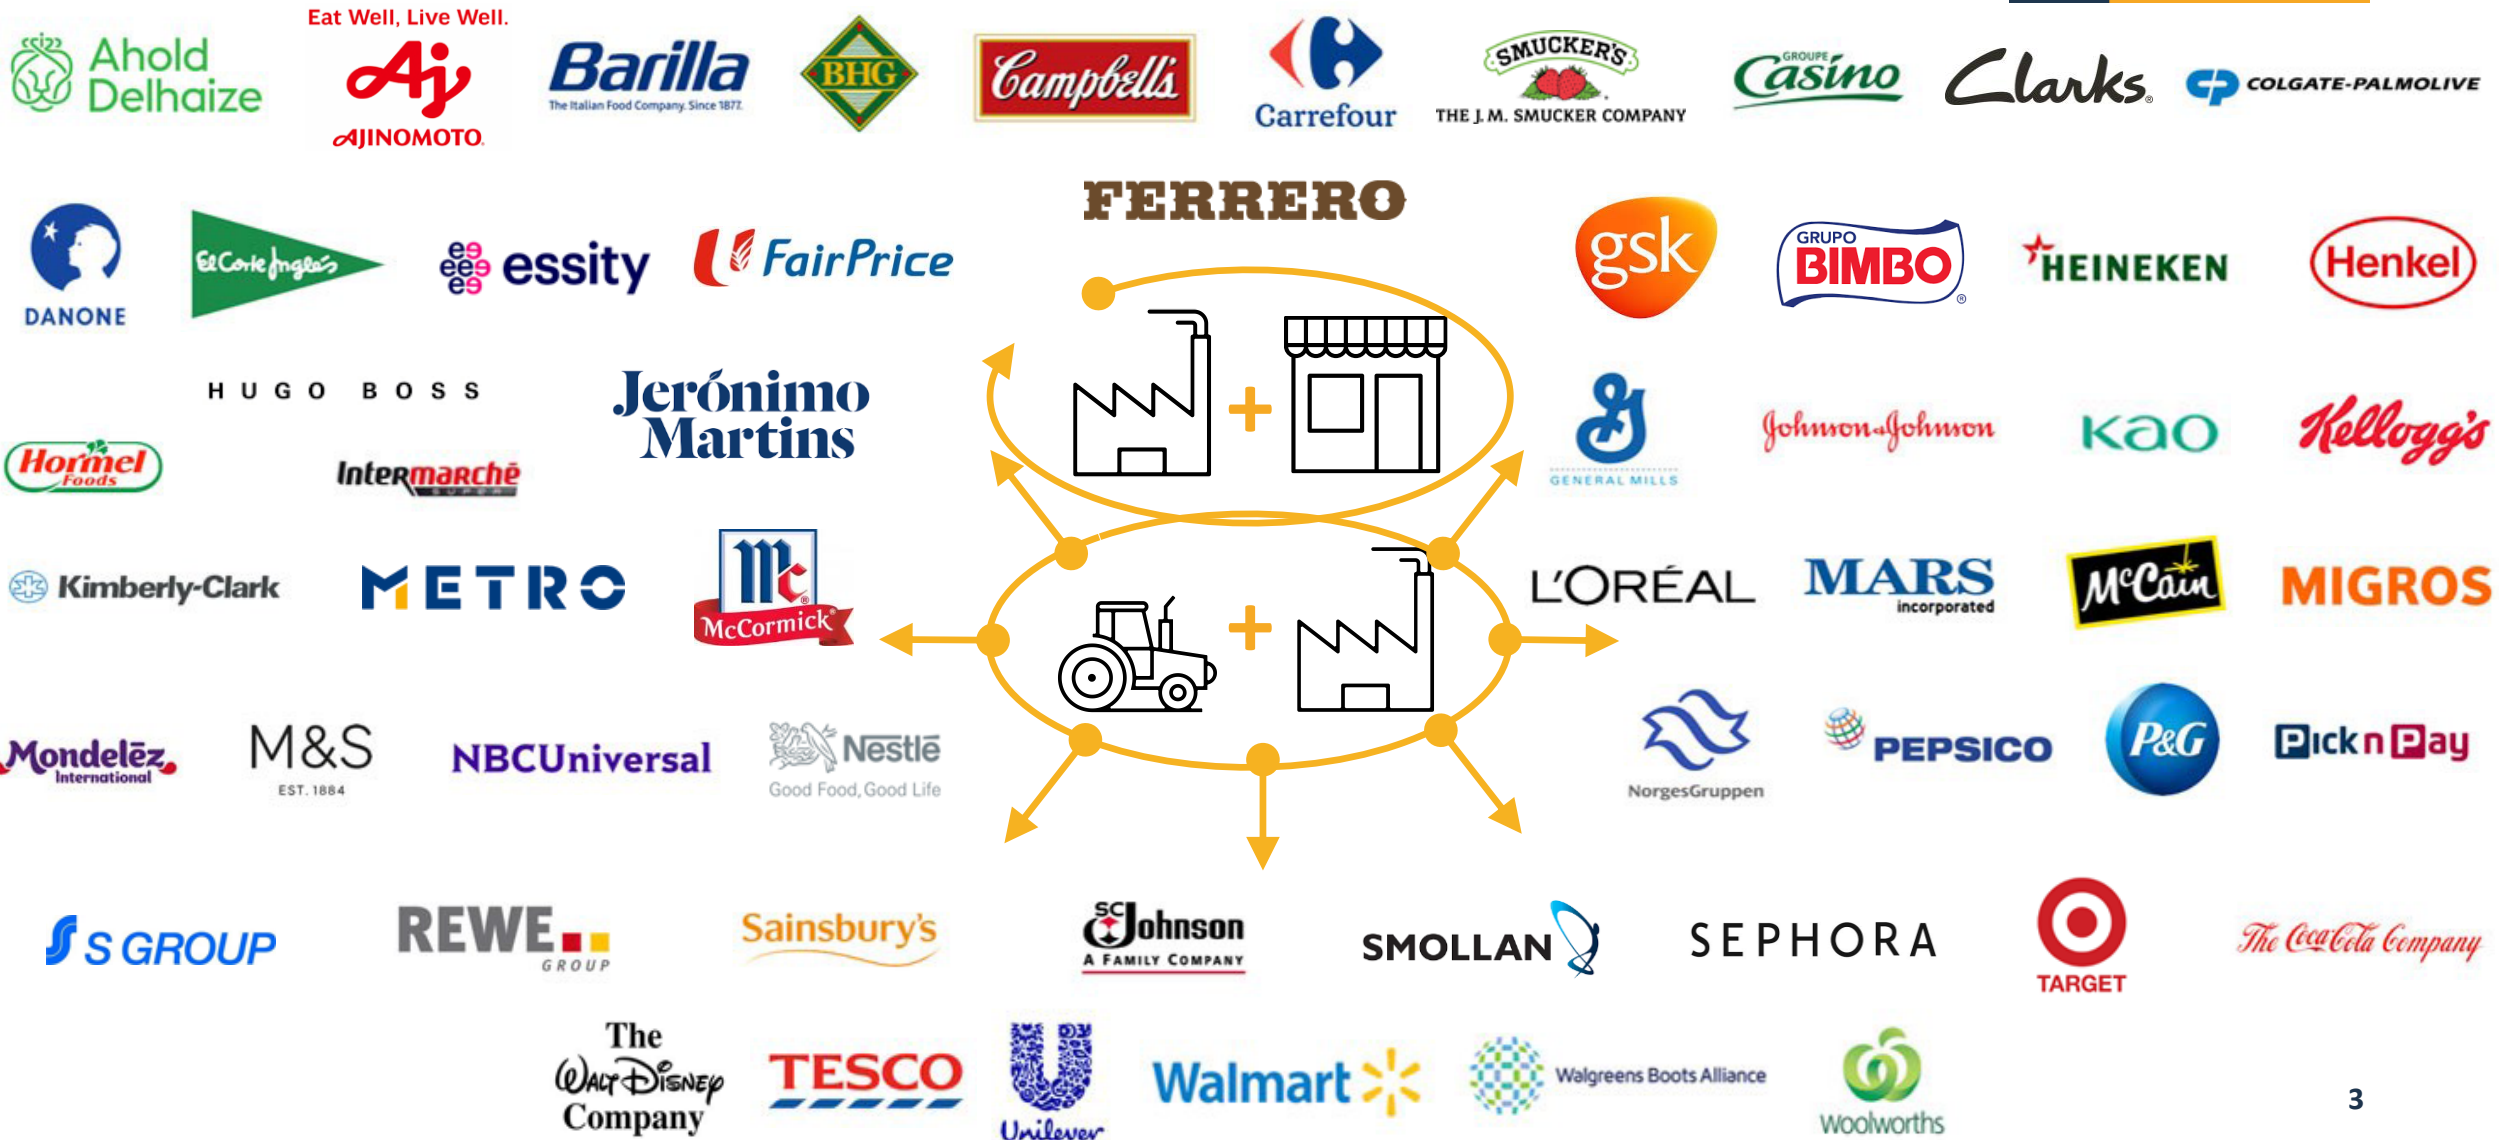 Eat Well, Live Well.
Ahold
Delhaize
Aj
AJINOMOTO
Barilla
The Italian Food Company. Since 1877.
BHG
Campbell's
Carrefour
SMUCKER'S
THE J.M. SMUCKER COMPANY
GROUPE
Casino
Clarks
COLGATE-PALMOLIVE
DANONE
El Corte Inglés
essity
FairPrice
FERRERO
gsk
GRUPO
BIMBO
HEINEKEN
Henkel
HUGO BOSS
Jerónimo
Martins
Hormel
Foods
Intermarchē
SUPER
GENERAL MILLS
Johnson & Johnson
Kao
Kellogg's
Kimberly-Clark
METRO
Mc
McCormick
L'ORÉAL
MARS
incorporated
McCain
MIGROS
Mondelēz
International
M&S
EST. 1884
NBCUniversal
Nestlé
Good Food, Good Life
NorgesGruppen
PEPSICO
P&G
Pick n Pay
S GROUP
REWE
GROUP
Sainsbury's
SC Johnson
A FAMILY COMPANY
SMOLLAN
SEPHORA
TARGET
The Coca-Cola Company
The
WALT DISNEY
Company
TESCO
Unilever
Walmart
Walgreens Boots Alliance
Woolworths
3